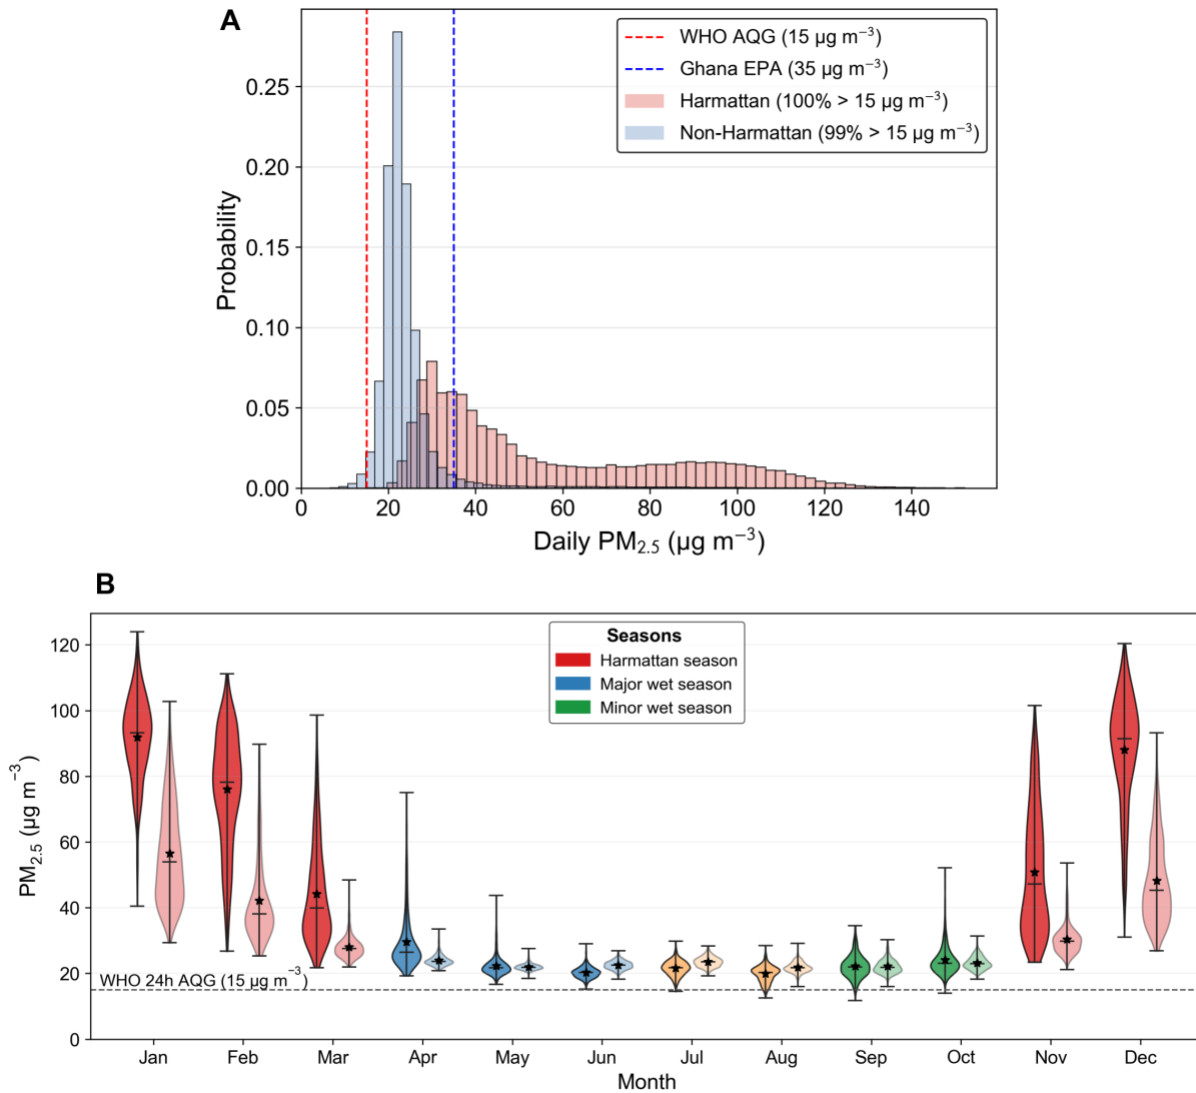 A
WHO AQG (15 µg m⁻³)
Ghana EPA (35 µg m⁻³)
Harmattan (100% > 15 µg m⁻³)
Non-Harmattan (99% > 15 µg m⁻³)
Probability
0.25
0.20
0.15
0.10
0.05
0.00
0 20 40 60 80 100 120 140
Daily PM₂.₅ (µg m⁻³)
B
Seasons
Harmattan season
Major wet season
Minor wet season
PM₂.₅ (µg m⁻³)
120
100
80
60
40
20
0
WHO 24h AQG (15 µg m⁻³)
Jan Feb Mar Apr May Jun Jul Aug Sep Oct Nov Dec
Month